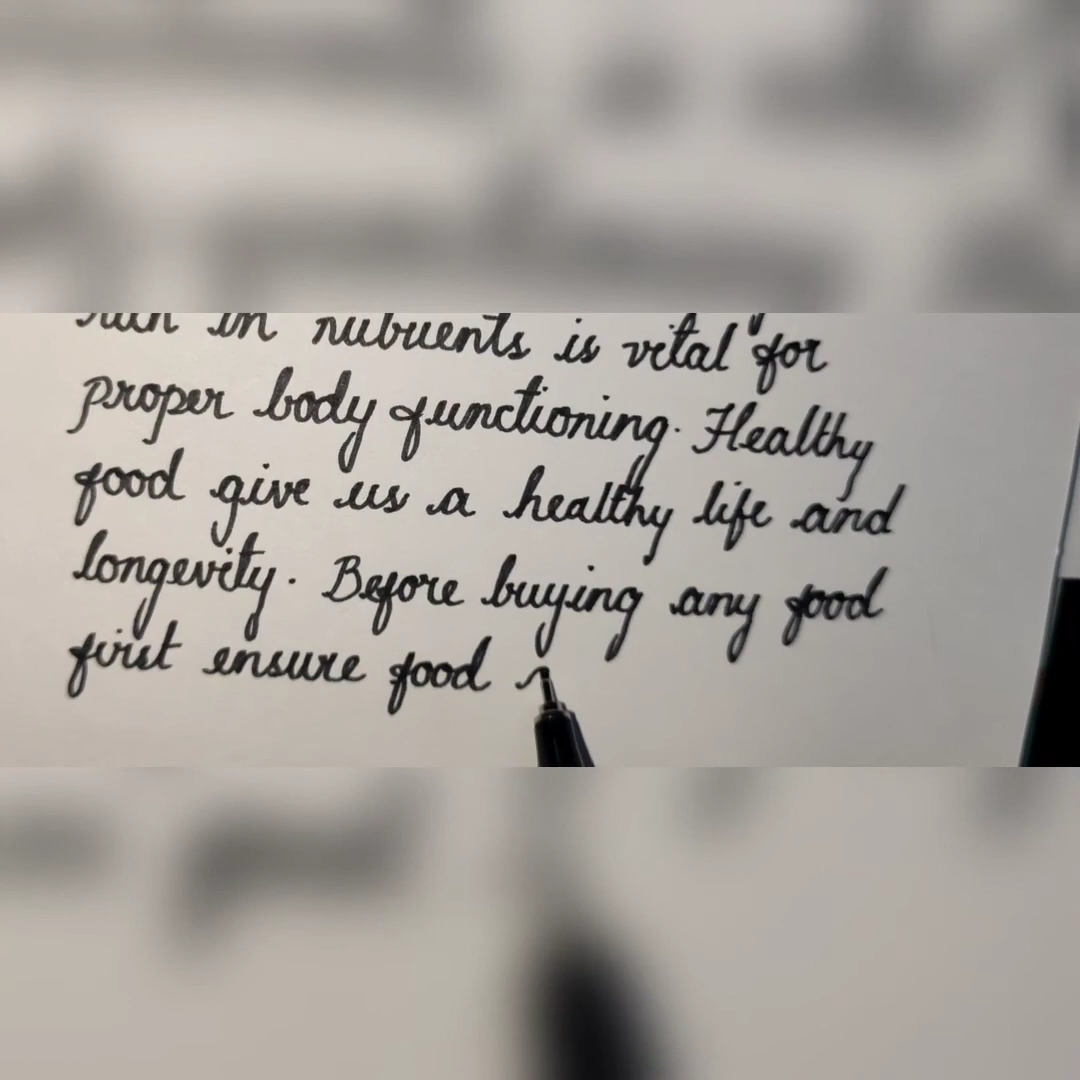 rich in nutrients is vital for
proper body functioning. Healthy
food give us a healthy life and
longevity. Before buying any food
first ensure food